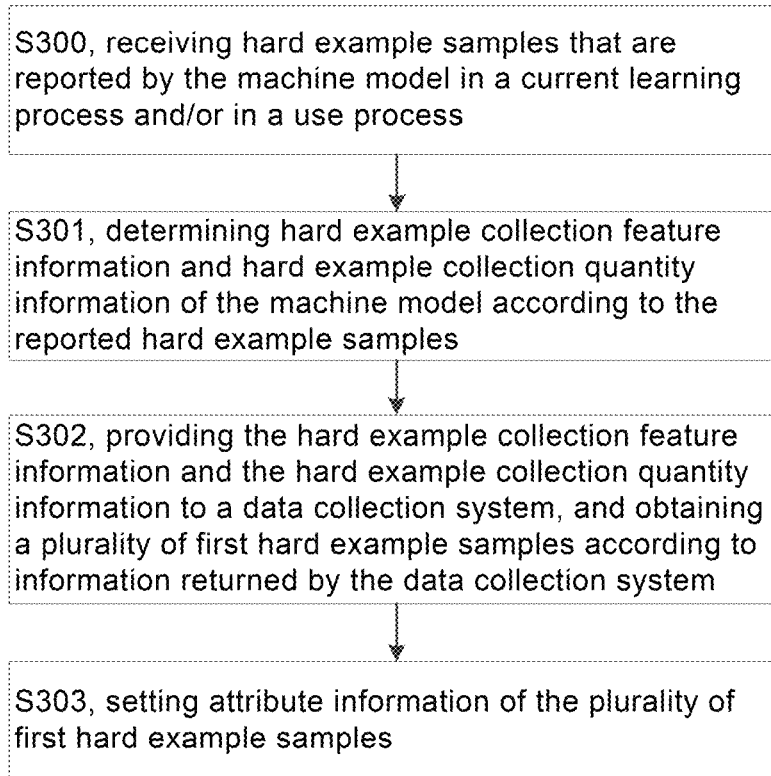 S300, receiving hard example samples that are
reported by the machine model in a current learning
process and/or in a use process
S301, determining hard example collection feature
information and hard example collection quantity
information of the machine model according to the
reported hard example samples
S302, providing the hard example collection feature
information and the hard example collection quantity
information to a data collection system, and obtaining
a plurality of first hard example samples according to
information returned by the data collection system
S303, setting attribute information of the plurality of
first hard example samples